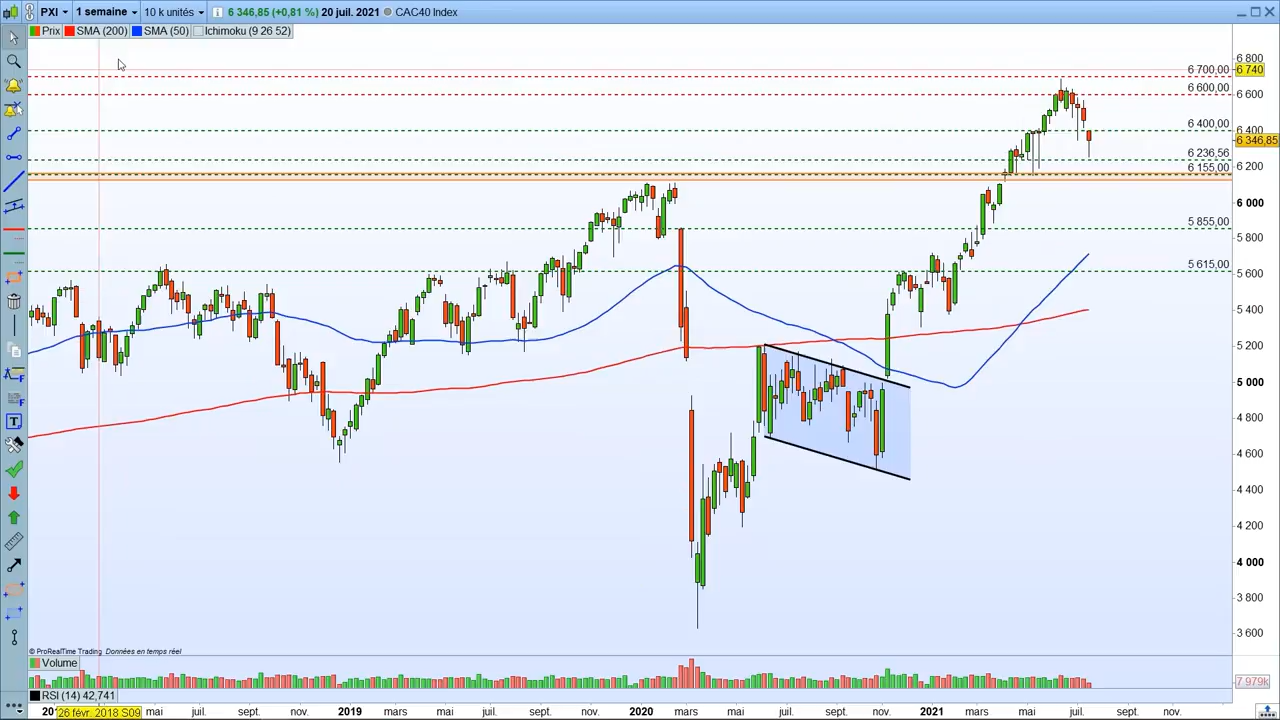 PXI 1 semaine 10 k unités 6 346,85 (+0,81 %) 20 juil. 2021 CAC40 Index
Prix SMA (200) SMA (50) Ichimoku (9 26 52)
6 800
6 700,00 6 740
6 600,00 6 600
6 400,00 6 400
6 346,85
6 236,56
6 155,00 6 200
6 000
5 855,00 5 800
5 615,00 5 600
5 400
5 200
5 000
4 800
4 600
4 400
4 200
4 000
3 800
3 600
© ProRealTime Trading Données en temps réel
Volume
7 979k
RSI (14) 42,741
26 févr. 2018 S09 mai juil. sept. nov. 2019 mars mai juil. sept. nov. 2020 mars mai juil. sept. nov. 2021 mars mai juil. sept. nov.